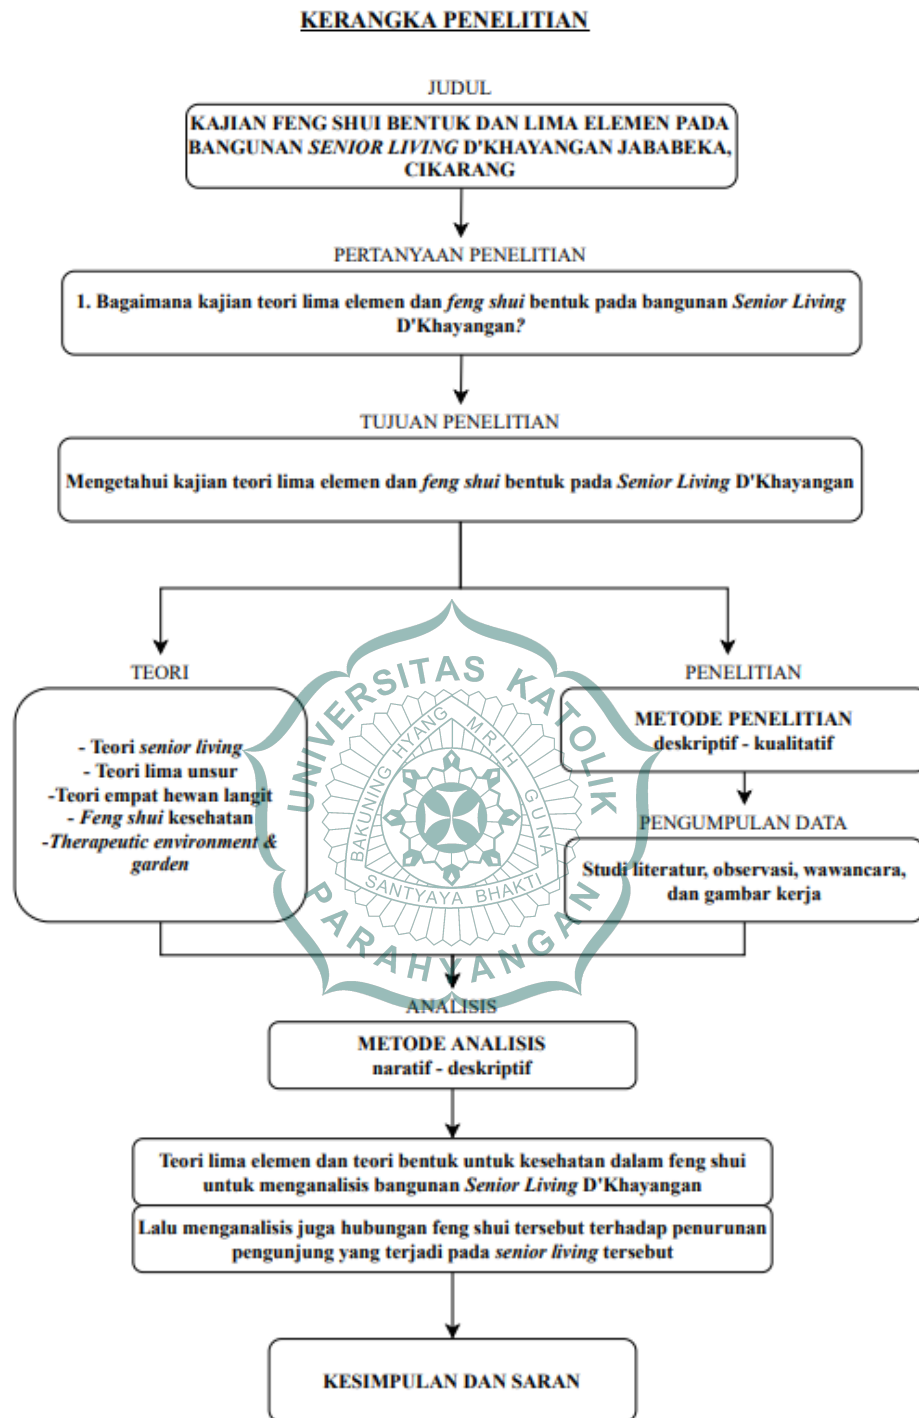 KERANGKA PENELITIAN
JUDUL
KAJIAN FENG SHUI BENTUK DAN LIMA ELEMEN PADA
BANGUNAN SENIOR LIVING D'KHAYANGAN JABABEKA,
CIKARANG
PERTANYAAN PENELITIAN
1. Bagaimana kajian teori lima elemen dan feng shui bentuk pada bangunan Senior Living
D'Khayangan?
TUJUAN PENELITIAN
Mengetahui kajian teori lima elemen dan feng shui bentuk pada Senior Living D'Khayangan
TEORI
- Teori senior living
- Teori lima unsur
-Teori empat hewan langit
- Feng shui kesehatan
-Therapeutic environment &
garden
PENELITIAN
METODE PENELITIAN
deskriptif - kualitatif
PENGUMPULAN DATA
Studi literatur, observasi, wawancara,
dan gambar kerja
UNIVERSITAS KATOLIK
PARAHYANGAN
BAKUNING HYANG MRIH GUNA
SANTYAYA BHAKTI
ANALISIS
METODE ANALISIS
naratif - deskriptif
Teori lima elemen dan teori bentuk untuk kesehatan dalam feng shui
untuk menganalisis bangunan Senior Living D'Khayangan
Lalu menganalisis juga hubungan feng shui tersebut terhadap penurunan
pengunjung yang terjadi pada senior living tersebut
KESIMPULAN DAN SARAN